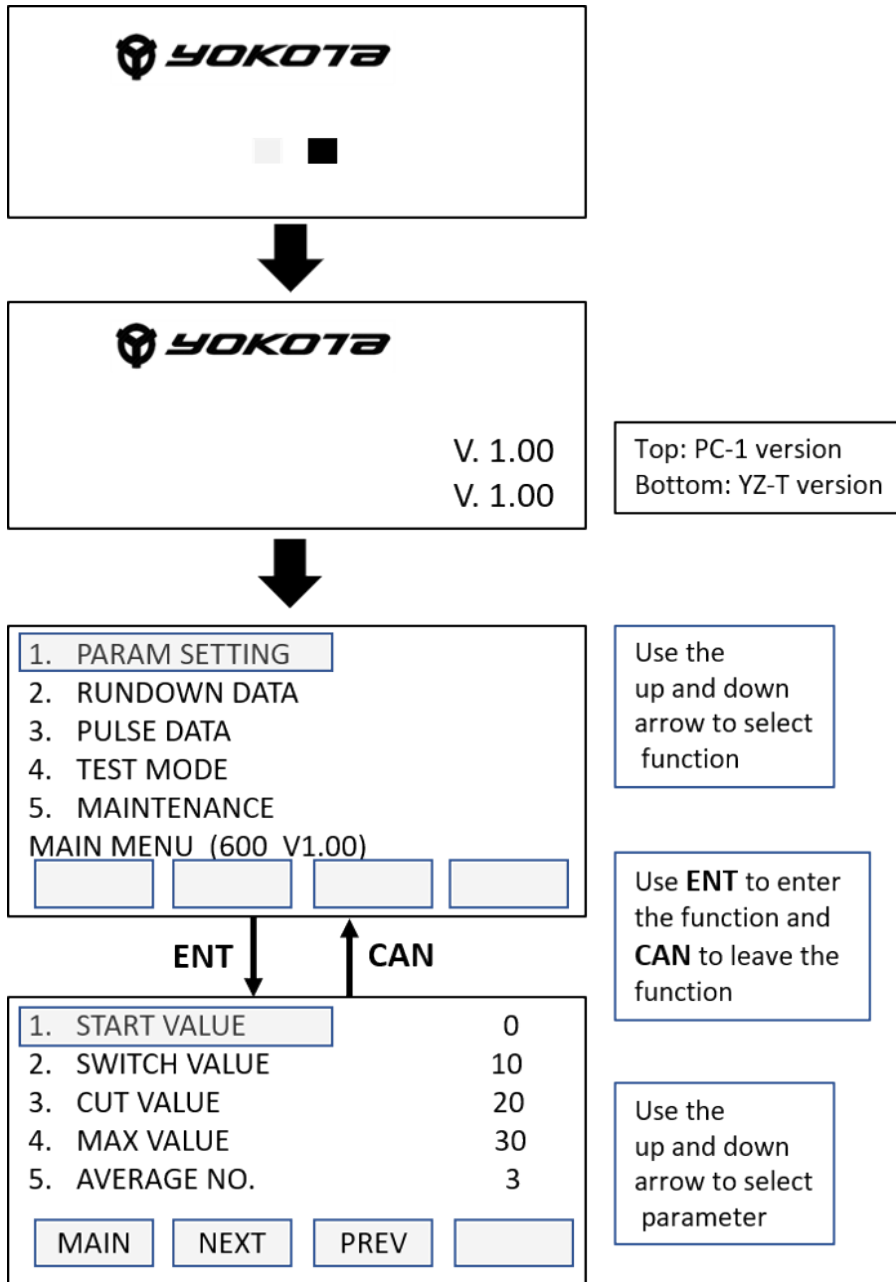 YOKOTA
YOKOTA
V. 1.00
V. 1.00
Top: PC-1 version
Bottom: YZ-T version
1. PARAM SETTING
2. RUNDOWN DATA
3. PULSE DATA
4. TEST MODE
5. MAINTENANCE
MAIN MENU (600 V1.00)
Use the
up and down
arrow to select
function
ENT
CAN
Use ENT to enter
the function and
CAN to leave the
function
1. START VALUE 0
2. SWITCH VALUE 10
3. CUT VALUE 20
4. MAX VALUE 30
5. AVERAGE NO. 3
MAIN NEXT PREV
Use the
up and down
arrow to select
parameter